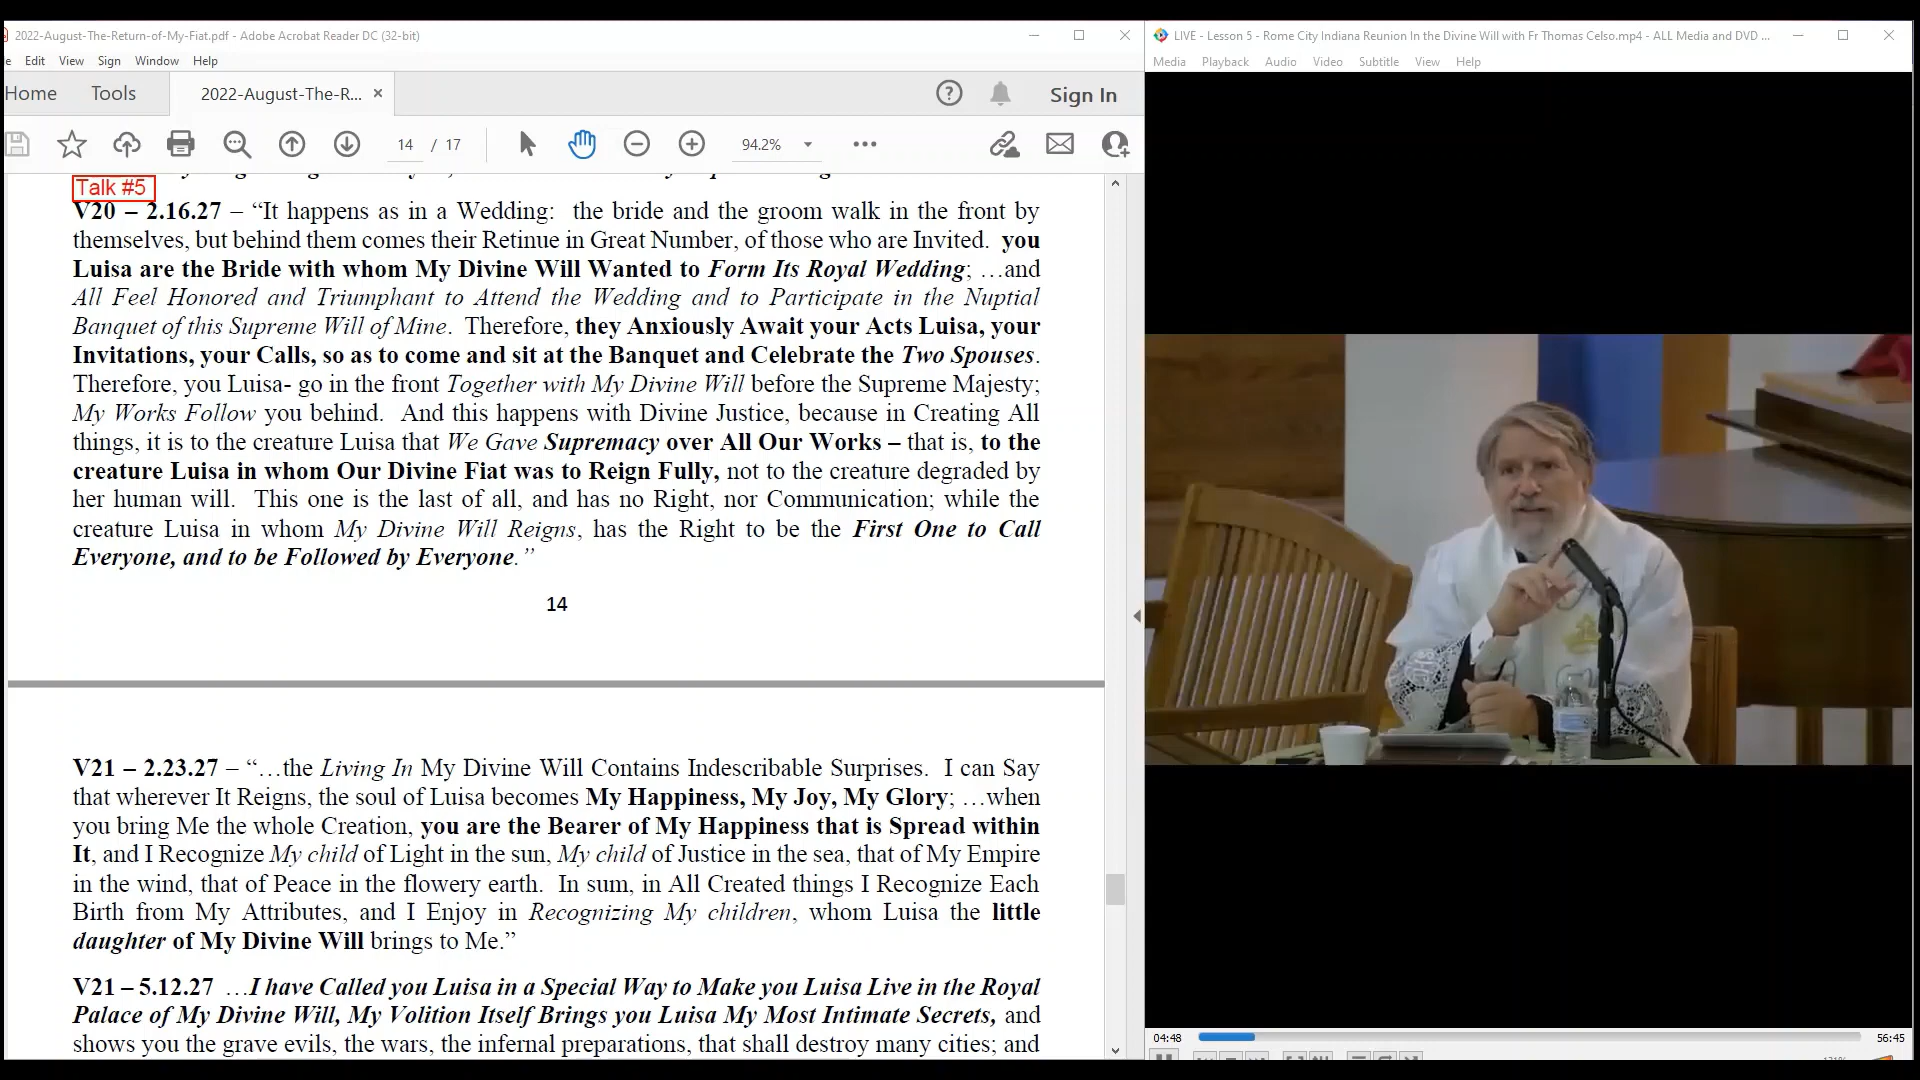 2022-August-The-Return-of-My-Fiat.pdf - Adobe Acrobat Reader DC (32-bit)
Edit View Sign Window Help
Home Tools 2022-August-The-R... × Sign In
14 / 17 94.2%
Talk #5
V20 – 2.16.27 – “It happens as in a Wedding: the bride and the groom walk in the front by
themselves, but behind them comes their Retinue in Great Number, of those who are Invited. you
Luisa are the Bride with whom My Divine Will Wanted to Form Its Royal Wedding; …and
All Feel Honored and Triumphant to Attend the Wedding and to Participate in the Nuptial
Banquet of this Supreme Will of Mine. Therefore, they Anxiously Await your Acts Luisa, your
Invitations, your Calls, so as to come and sit at the Banquet and Celebrate the Two Spouses.
Therefore, you Luisa- go in the front Together with My Divine Will before the Supreme Majesty;
My Works Follow you behind. And this happens with Divine Justice, because in Creating All
things, it is to the creature Luisa that We Gave Supremacy over All Our Works – that is, to the
creature Luisa in whom Our Divine Fiat was to Reign Fully, not to the creature degraded by
her human will. This one is the last of all, and has no Right, nor Communication; while the
creature Luisa in whom My Divine Will Reigns, has the Right to be the First One to Call
Everyone, and to be Followed by Everyone.”
14
V21 – 2.23.27 – “…the Living In My Divine Will Contains Indescribable Surprises. I can Say
that wherever It Reigns, the soul of Luisa becomes My Happiness, My Joy, My Glory; …when
you bring Me the whole Creation, you are the Bearer of My Happiness that is Spread within
It, and I Recognize My child of Light in the sun, My child of Justice in the sea, that of My Empire
in the wind, that of Peace in the flowery earth. In sum, in All Created things I Recognize Each
Birth from My Attributes, and I Enjoy in Recognizing My children, whom Luisa the little
daughter of My Divine Will brings to Me.”
V21 – 5.12.27 …I have Called you Luisa in a Special Way to Make you Luisa Live in the Royal
Palace of My Divine Will, My Volition Itself Brings you Luisa My Most Intimate Secrets, and
shows you the grave evils, the wars, the infernal preparations, that shall destroy many cities; and
LIVE - Lesson 5 - Rome City Indiana Reunion In the Divine Will with Fr Thomas Celso.mp4 - ALL Media and DVD ...
Media Playback Audio Video Subtitle View Help
04:48 56:45